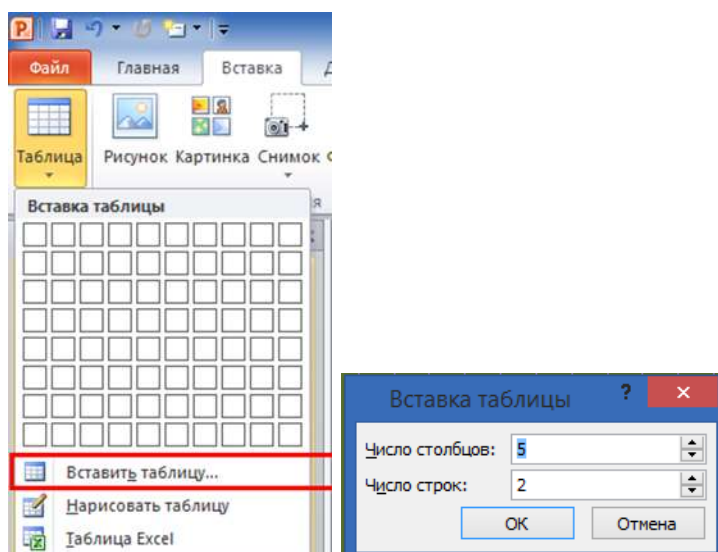 Файл Главная Вставка
Таблица Рисунок Картинка Снимок
Вставка таблицы
Вставить таблицу...
Нарисовать таблицу
Таблица Excel
Вставка таблицы ? ×
Число столбцов: 5
Число строк: 2
ОК Отмена